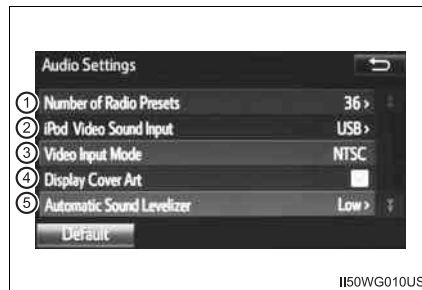 Audio Settings
1 Number of Radio Presets 36 ›
2 iPod Video Sound Input USB ›
3 Video Input Mode NTSC
4 Display Cover Art
5 Automatic Sound Levelizer Low ›
Default
II50WG010US